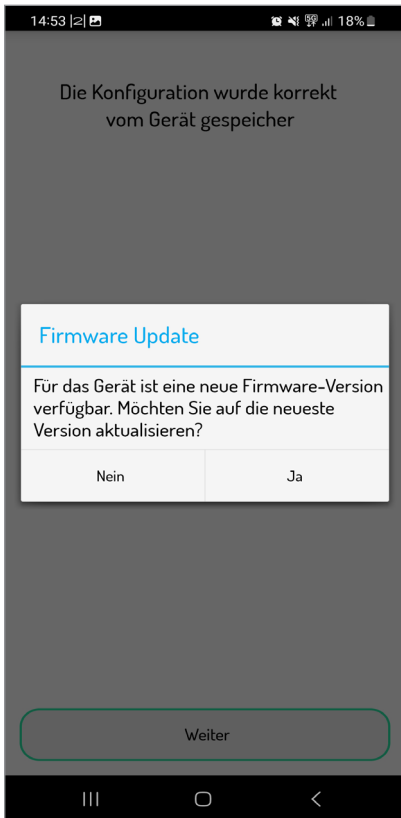 14:53 |2| 18%
Die Konfiguration wurde korrekt
vom Gerät gespeicher
Firmware Update
Für das Gerät ist eine neue Firmware-Version
verfügbar. Möchten Sie auf die neueste
Version aktualisieren?
Nein Ja
Weiter